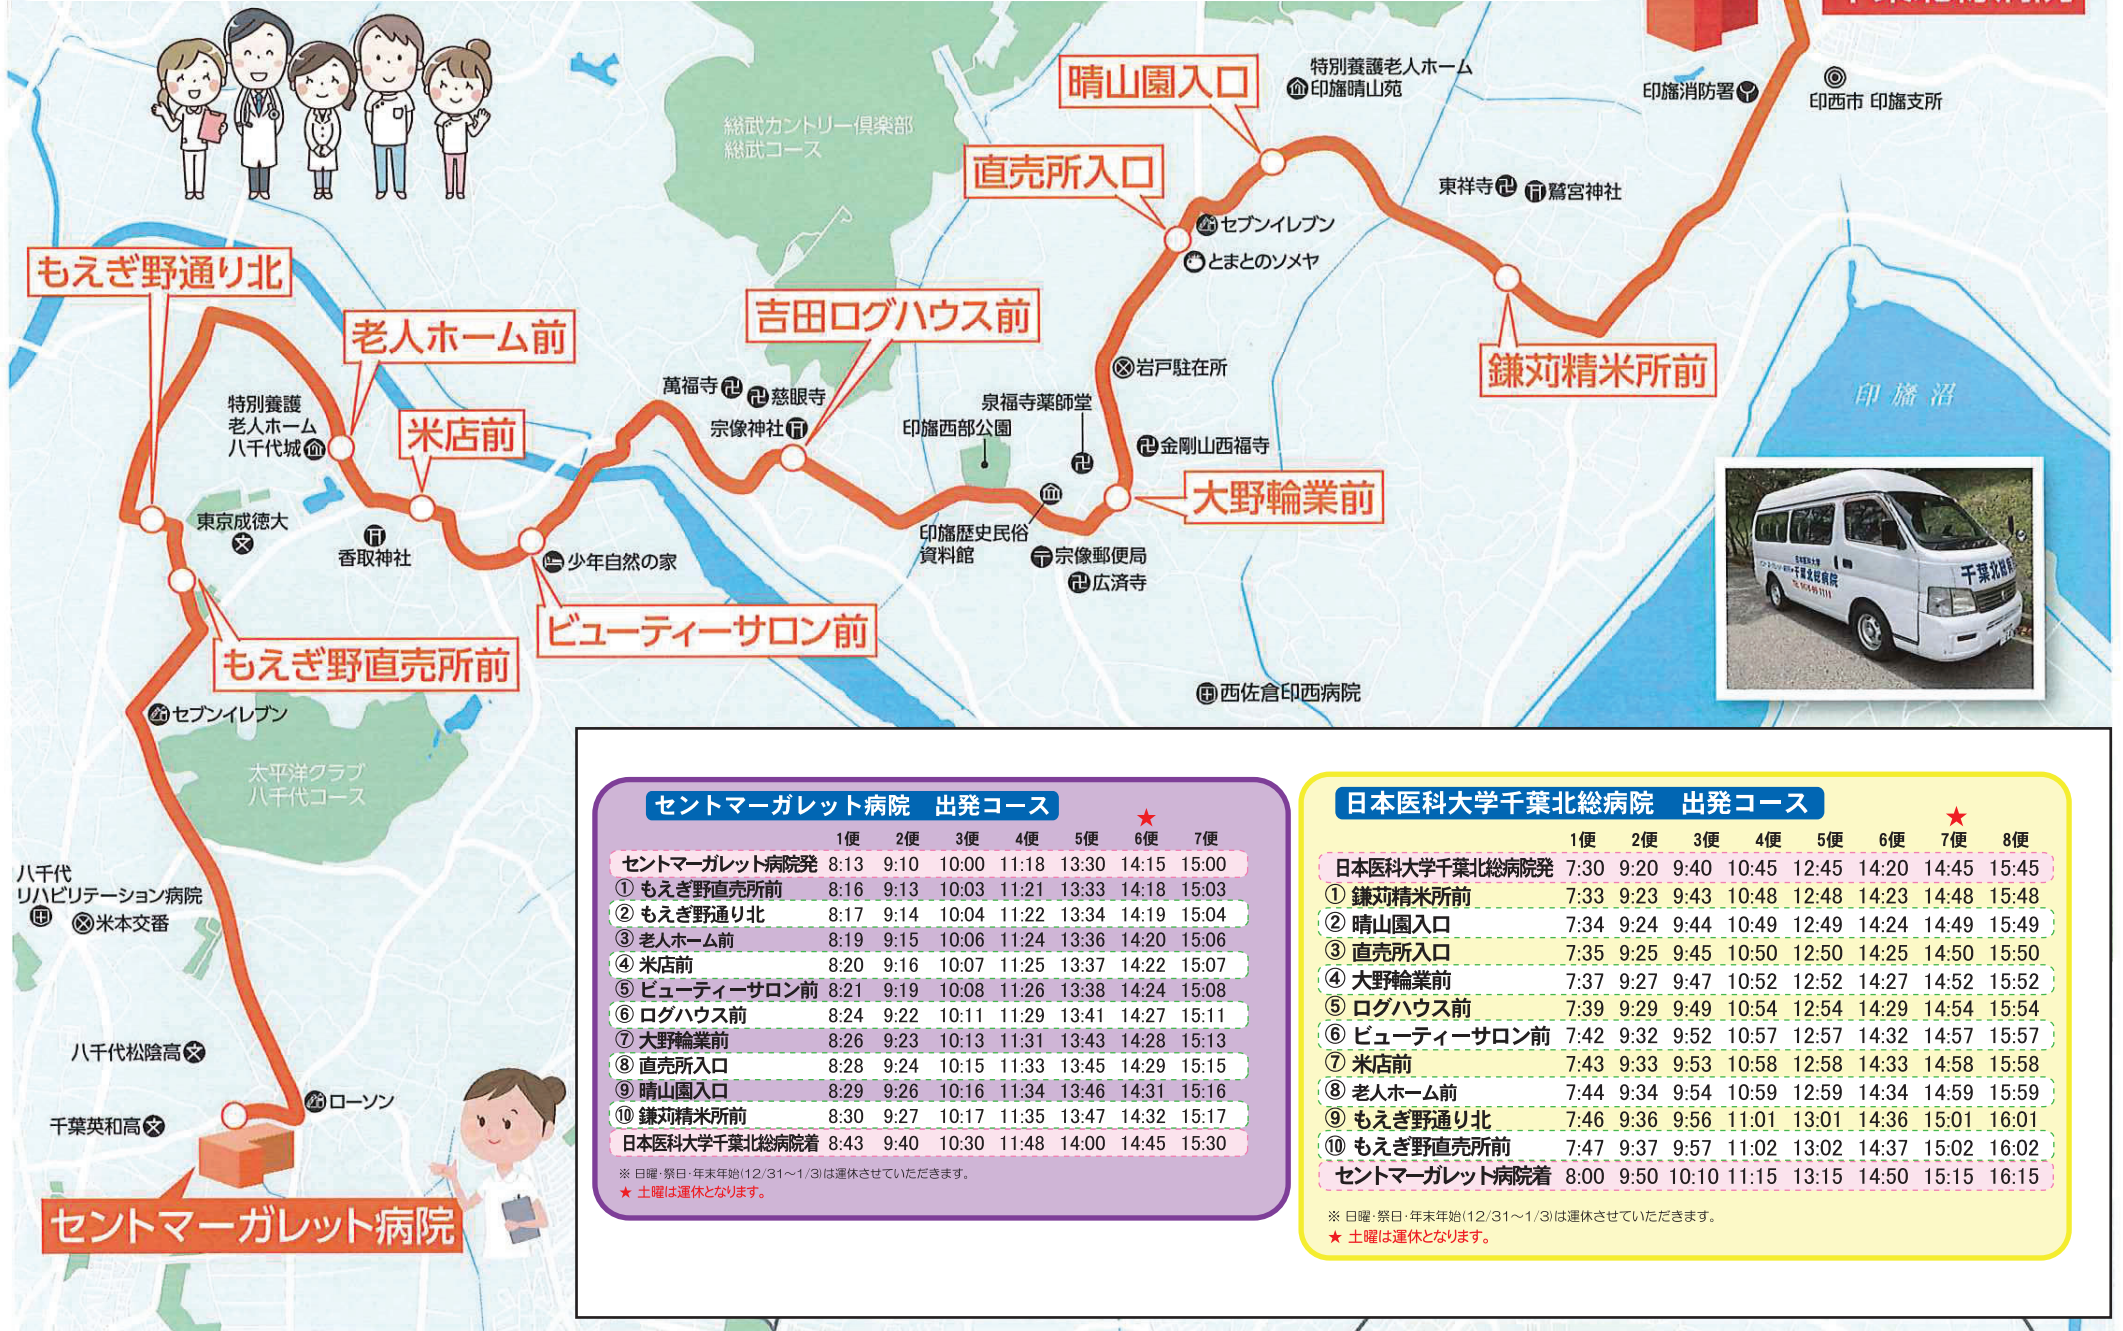 晴山園入口
特別養護老人ホーム
印旛晴山苑
印旛消防署
印西市 印旛支所
総武カントリー倶楽部
総武コース
直売所入口
東祥寺
鷲宮神社
セブンイレブン
とまとのソメヤ
もえぎ野通り北
老人ホーム前
吉田ログハウス前
岩戸駐在所
鎌苅精米所前
印旛沼
萬福寺
慈眼寺
特別養護
老人ホーム
八千代城
米店前
宗像神社
泉福寺薬師堂
印旛西部公園
金剛山西福寺
大野輪業前
東京成徳大
香取神社
印旛歴史民俗
資料館
宗像郵便局
広済寺
少年自然の家
ビューティーサロン前
もえぎ野直売所前
千葉北総病院
西佐倉印西病院
セブンイレブン
太平洋クラブ
八千代コース
八千代
リハビリテーション病院
米本交番
八千代松陰高
千葉英和高
ローソン
セントマーガレット病院
セントマーガレット病院 出発コース
★
1便 2便 3便 4便 5便 6便 7便
セントマーガレット病院発 8:13 9:10 10:00 11:18 13:30 14:15 15:00
① もえぎ野直売所前 8:16 9:13 10:03 11:21 13:33 14:18 15:03
② もえぎ野通り北 8:17 9:14 10:04 11:22 13:34 14:19 15:04
③ 老人ホーム前 8:19 9:15 10:06 11:24 13:36 14:20 15:06
④ 米店前 8:20 9:16 10:07 11:25 13:37 14:22 15:07
⑤ ビューティーサロン前 8:21 9:19 10:08 11:26 13:38 14:24 15:08
⑥ ログハウス前 8:24 9:22 10:11 11:29 13:41 14:27 15:11
⑦ 大野輪業前 8:26 9:23 10:13 11:31 13:43 14:28 15:13
⑧ 直売所入口 8:28 9:24 10:15 11:33 13:45 14:29 15:15
⑨ 晴山園入口 8:29 9:26 10:16 11:34 13:46 14:31 15:16
⑩ 鎌苅精米所前 8:30 9:27 10:17 11:35 13:47 14:32 15:17
日本医科大学千葉北総病院着 8:43 9:40 10:30 11:48 14:00 14:45 15:30
※ 日曜・祭日・年末年始(12/31～1/3)は運休させていただきます。
★ 土曜は運休となります。
日本医科大学千葉北総病院 出発コース
★
1便 2便 3便 4便 5便 6便 7便 8便
日本医科大学千葉北総病院発 7:30 9:20 9:40 10:45 12:45 14:20 14:45 15:45
① 鎌苅精米所前 7:33 9:23 9:43 10:48 12:48 14:23 14:48 15:48
② 晴山園入口 7:34 9:24 9:44 10:49 12:49 14:24 14:49 15:49
③ 直売所入口 7:35 9:25 9:45 10:50 12:50 14:25 14:50 15:50
④ 大野輪業前 7:37 9:27 9:47 10:52 12:52 14:27 14:52 15:52
⑤ ログハウス前 7:39 9:29 9:49 10:54 12:54 14:29 14:54 15:54
⑥ ビューティーサロン前 7:42 9:32 9:52 10:57 12:57 14:32 14:57 15:57
⑦ 米店前 7:43 9:33 9:53 10:58 12:58 14:33 14:58 15:58
⑧ 老人ホーム前 7:44 9:34 9:54 10:59 12:59 14:34 14:59 15:59
⑨ もえぎ野通り北 7:46 9:36 9:56 11:01 13:01 14:36 15:01 16:01
⑩ もえぎ野直売所前 7:47 9:37 9:57 11:02 13:02 14:37 15:02 16:02
セントマーガレット病院着 8:00 9:50 10:10 11:15 13:15 14:50 15:15 16:15
※ 日曜・祭日・年末年始(12/31～1/3)は運休させていただきます。
★ 土曜は運休となります。